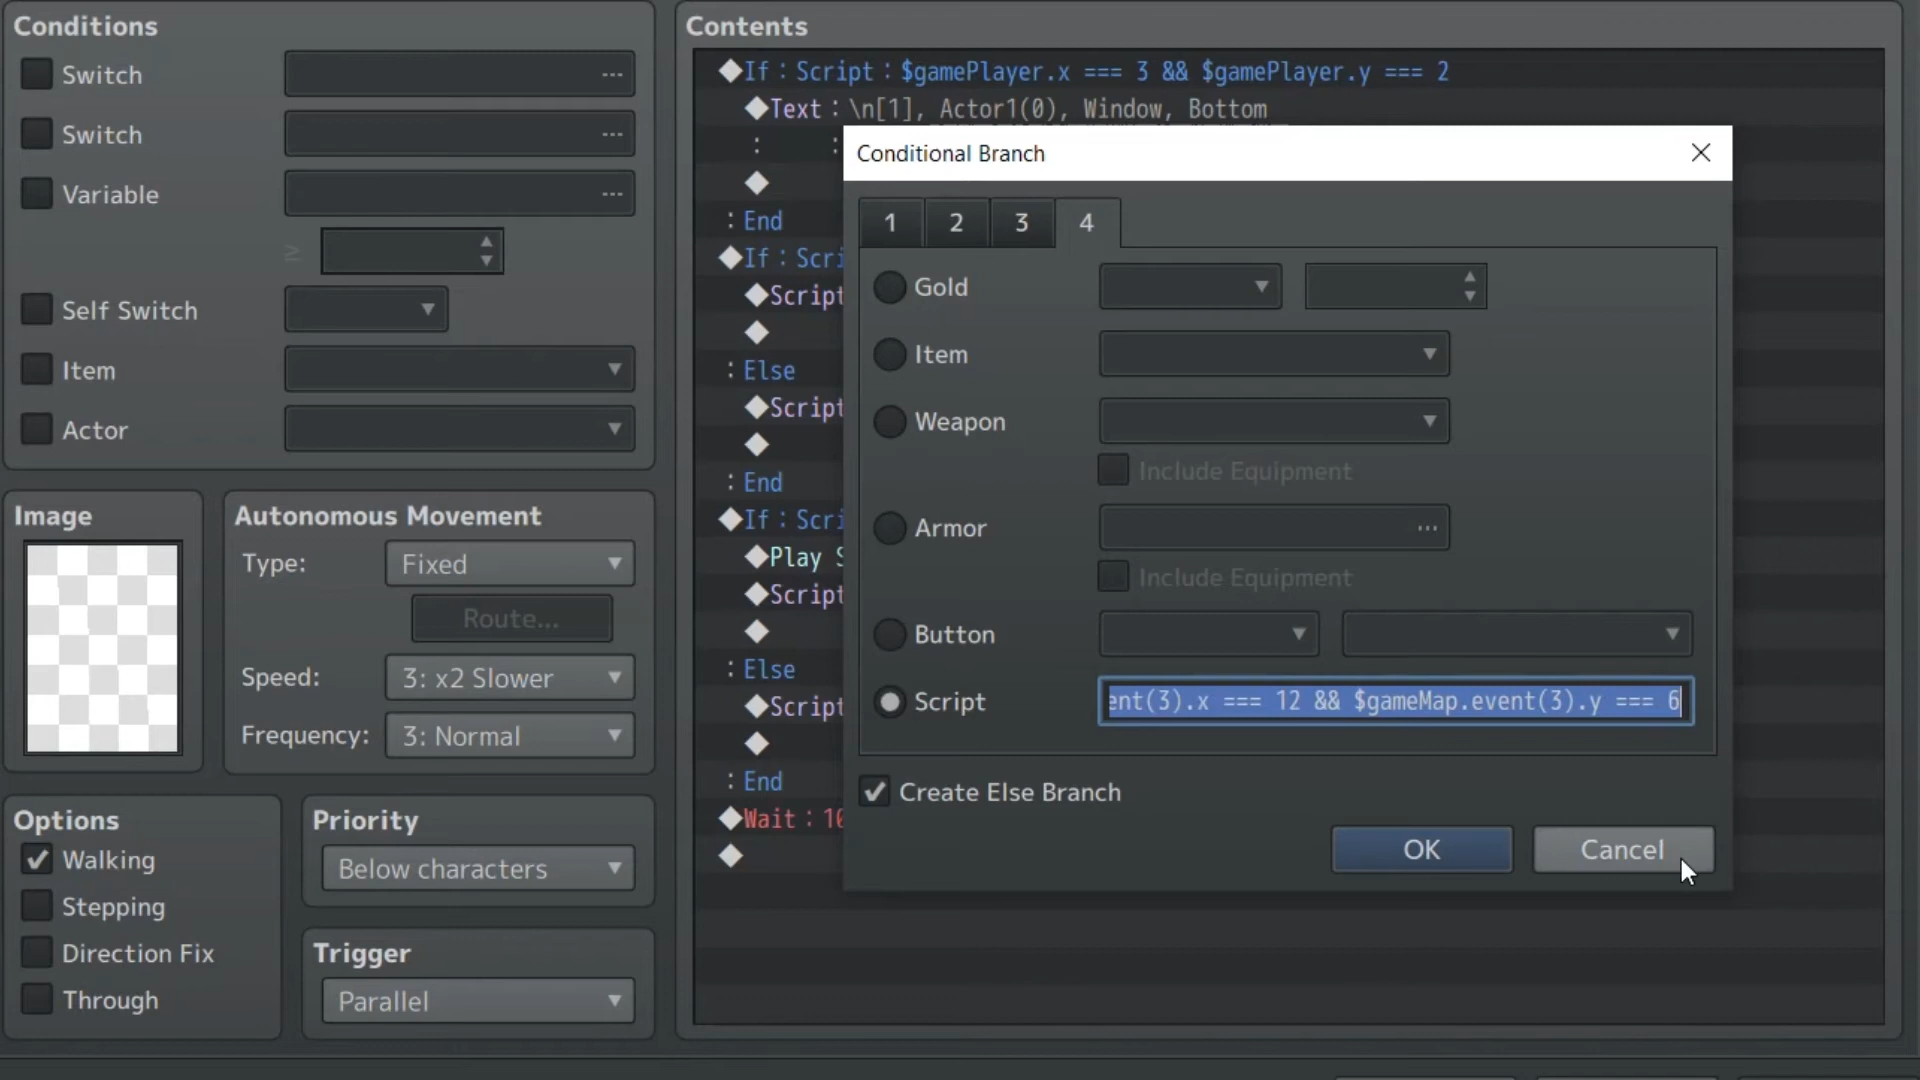 Conditions
Switch
...
Switch
...
Variable
...
≥
Self Switch
Item
Actor
Image
Autonomous Movement
Type:
Fixed
Route...
Speed:
3: x2 Slower
Frequency:
3: Normal
Options
Walking
Stepping
Direction Fix
Through
Priority
Below characters
Trigger
Parallel
Contents
◆If : Script : $gamePlayer.x === 3 && $gamePlayer.y === 2
◆Text : \n[1], Actor1(0), Window, Bottom
: :
◆
: End
◆If : Scri
◆Script
◆
: Else
◆Script
◆
: End
◆If : Scri
◆Play S
◆Script
◆
: Else
◆Script
◆
: End
◆Wait : 10
◆
Conditional Branch
1 2 3 4
Gold
Item
Weapon
Include Equipment
Armor
...
Include Equipment
Button
Script
ent(3).x === 12 && $gameMap.event(3).y === 6
Create Else Branch
OK
Cancel